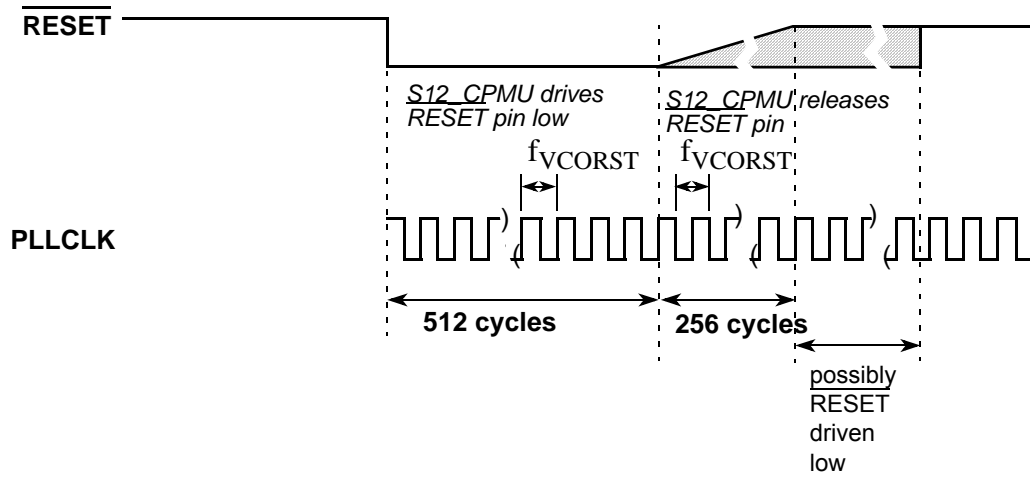 RESET
S12_CPMU drives
RESET pin low
S12_CPMU releases
RESET pin
fVCORST
fVCORST
PLLCLK
512 cycles
256 cycles
possibly
RESET
driven
low